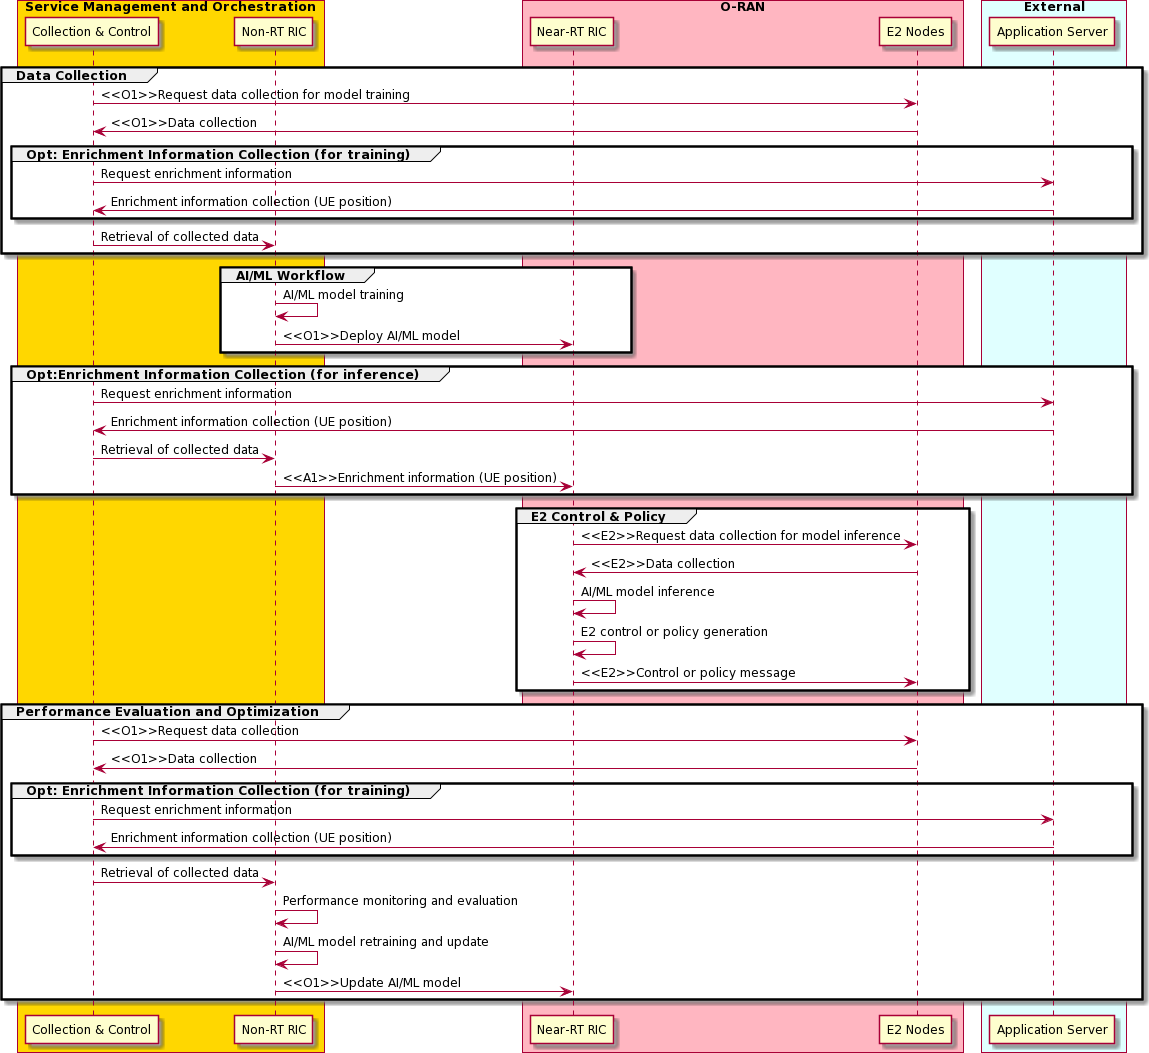 Service Management and Orchestration
O-RAN
External
Collection & Control
Non-RT RIC
Near-RT RIC
E2 Nodes
Application Server
Data Collection
<<O1>>Request data collection for model training
<<O1>>Data collection
Opt: Enrichment Information Collection (for training)
Request enrichment information
Enrichment information collection (UE position)
Retrieval of collected data
AI/ML Workflow
AI/ML model training
<<O1>>Deploy AI/ML model
Opt:Enrichment Information Collection (for inference)
Request enrichment information
Enrichment information collection (UE position)
Retrieval of collected data
<<A1>>Enrichment information (UE position)
E2 Control & Policy
<<E2>>Request data collection for model inference
<<E2>>Data collection
AI/ML model inference
E2 control or policy generation
<<E2>>Control or policy message
Performance Evaluation and Optimization
<<O1>>Request data collection
<<O1>>Data collection
Opt: Enrichment Information Collection (for training)
Request enrichment information
Enrichment information collection (UE position)
Retrieval of collected data
Performance monitoring and evaluation
AI/ML model retraining and update
<<O1>>Update AI/ML model
Collection & Control
Non-RT RIC
Near-RT RIC
E2 Nodes
Application Server